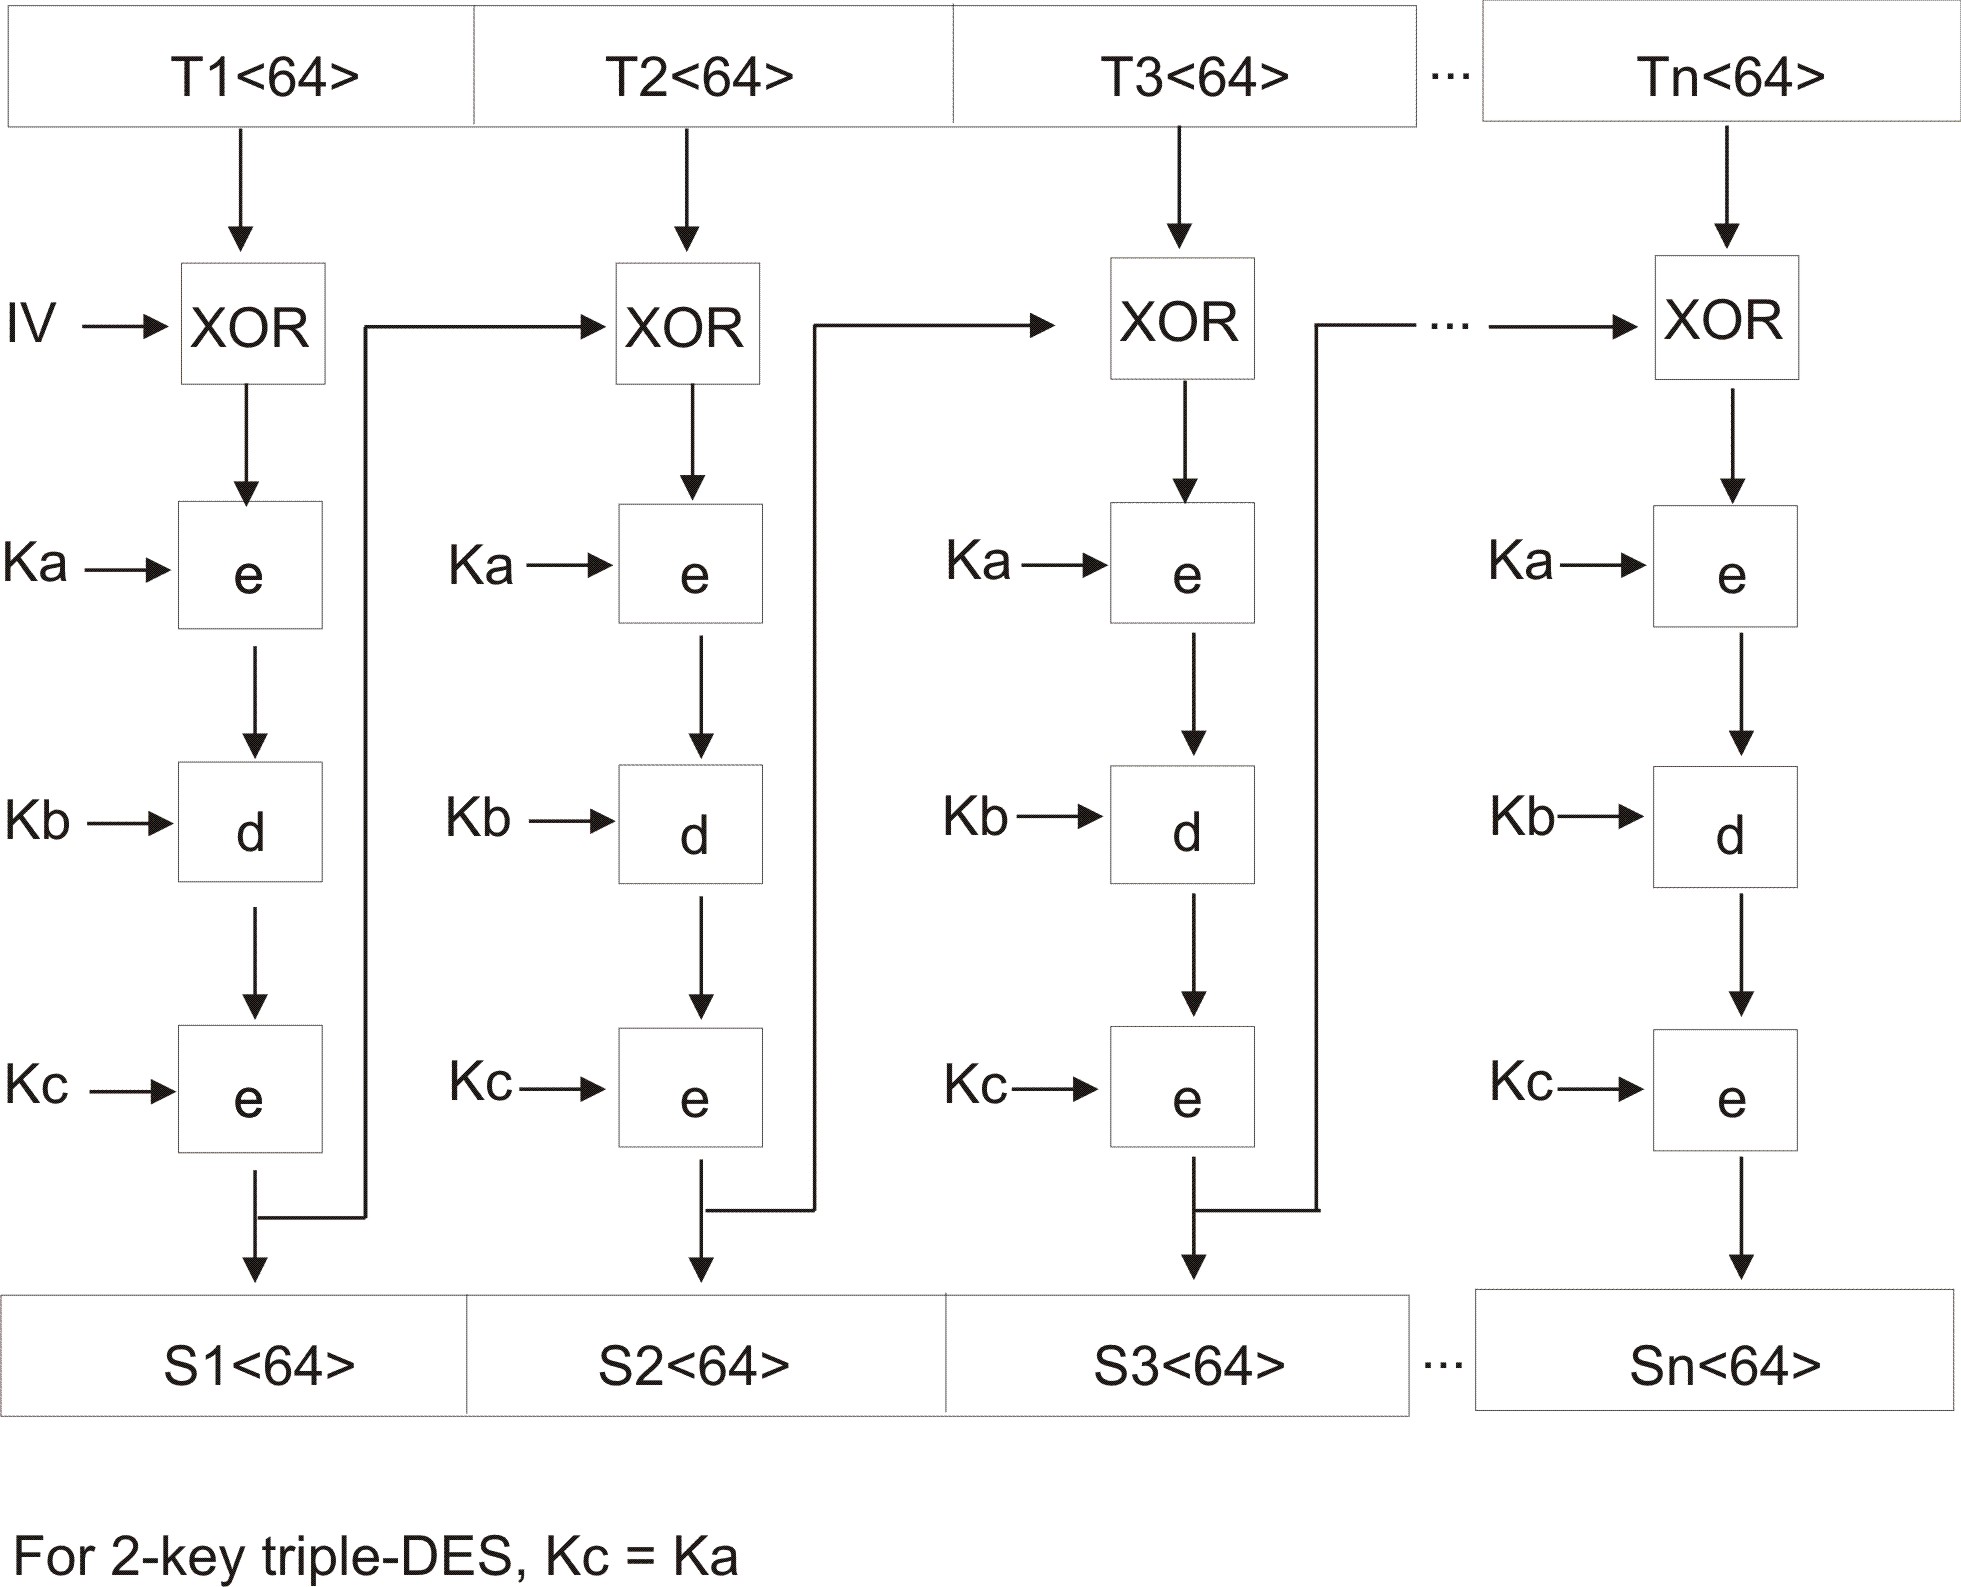 T1<64> T2<64> T3<64> ... Tn<64>
IV XOR XOR XOR ... XOR
Ka e Ka e Ka e Ka e
Kb d Kb d Kb d Kb d
Kc e Kc e Kc e Kc e
S1<64> S2<64> S3<64> ... Sn<64>
For 2-key triple-DES, Kc = Ka